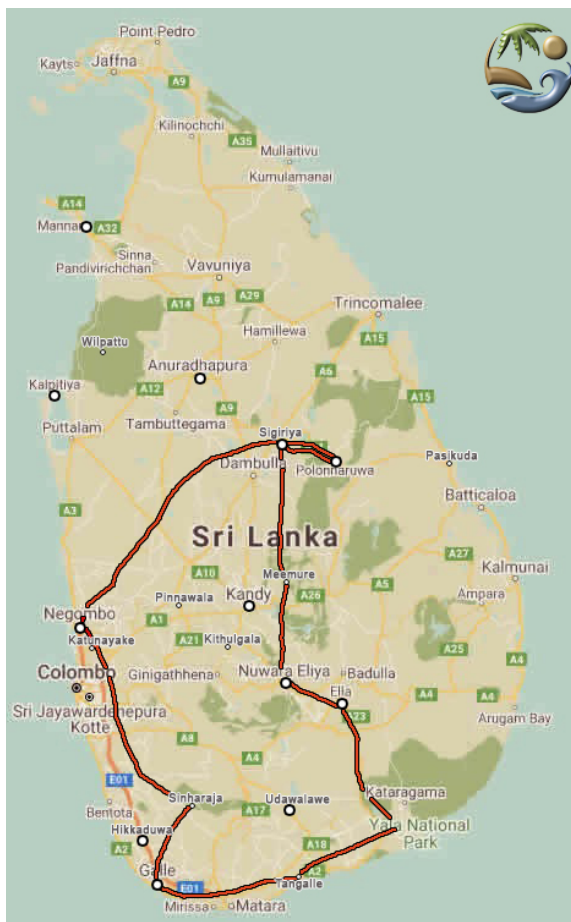 Point Pedro
Kayts
Jaffna
A9
Kilinochchi
A35
Mullaitivu
Kumulamanai
A14
Mannar
A32
Sinna
Pandivirichchan
Vavuniya
A14
A29
Trincomalee
Hamillewa
A15
Wilpattu
Anuradhapura
A6
Kalpitiya
A12
A15
Tambuttegama
A9
Puttalam
Sigiriya
Dambulla
Polonnaruwa
Pasikuda
Batticaloa
A3
Sri Lanka
A27
A10
Meemure
Kalmunai
Pinnawala
Kandy
A26
A5
Ampara
Negombo
A1
A21
Kithulgala
A25
Katunayake
Colombo
Ginigathhena
Nuwara Eliya
Badulla
Ella
A4
A4
Sri Jayawardenepura
Kotte
A23
Arugam Bay
A8
A4
E01
Kataragama
Bentota
Sinharaja
A17
Udawalawe
Yala National
Park
Hikkaduwa
A2
A18
Galle
E01
A2
Tangalle
Mirissa
Matara